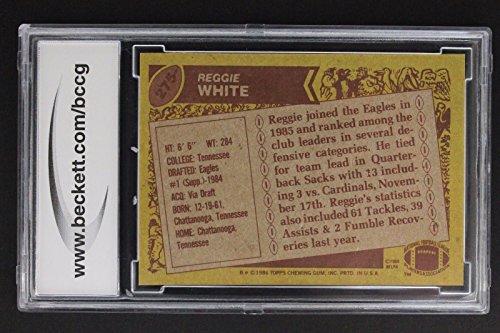 www.beckett.com/bccg
275
REGGIE
WHITE
HT: 6' 6" WT: 284
COLLEGE: Tennessee
DRAFTED: Eagles
#1 (Supp.)-1984
ACQ: Via Draft
BORN: 12-19-61,
Chattanooga, Tennessee
HOME: Chattanooga,
Tennessee
Reggie joined the Eagles in
1985 and ranked among the
club leaders in several de-
fensive categories. He tied
for team lead in Quarter-
back Sacks with 13 includ-
ing 3 vs. Cardinals, Novem-
ber 17th. Reggie's statistics
also included 61 Tackles, 39
Assists & 2 Fumble Recov-
eries last year.
© 1986 TOPPS CHEWING GUM, INC. PRTD. IN U.S.A.
© 1986
NFLPA